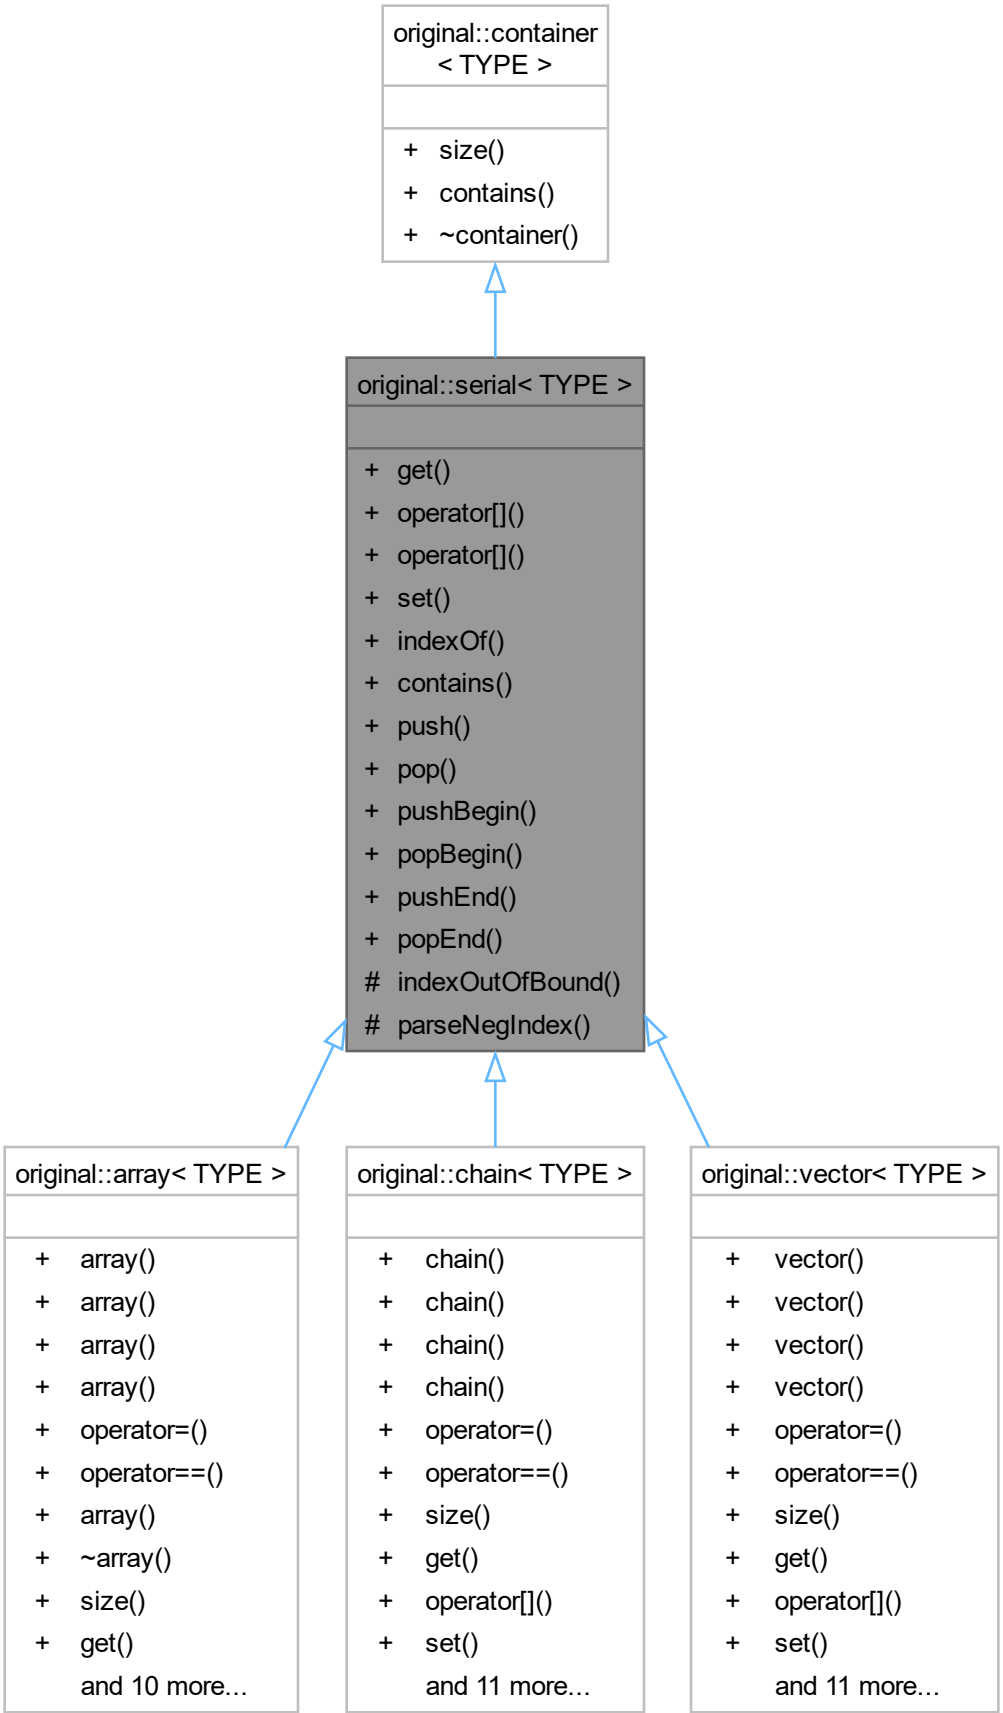 original::container
< TYPE >
+ size()
+ contains()
+ ~container()
original::serial< TYPE >
+ get()
+ operator[]()
+ operator[]()
+ set()
+ indexOf()
+ contains()
+ push()
+ pop()
+ pushBegin()
+ popBegin()
+ pushEnd()
+ popEnd()
# indexOutOfBound()
# parseNegIndex()
original::array< TYPE >
+ array()
+ array()
+ array()
+ array()
+ operator=()
+ operator==()
+ array()
+ ~array()
+ size()
+ get()
and 10 more...
original::chain< TYPE >
+ chain()
+ chain()
+ chain()
+ chain()
+ operator=()
+ operator==()
+ size()
+ get()
+ operator[]()
+ set()
and 11 more...
original::vector< TYPE >
+ vector()
+ vector()
+ vector()
+ vector()
+ operator=()
+ operator==()
+ size()
+ get()
+ operator[]()
+ set()
and 11 more...